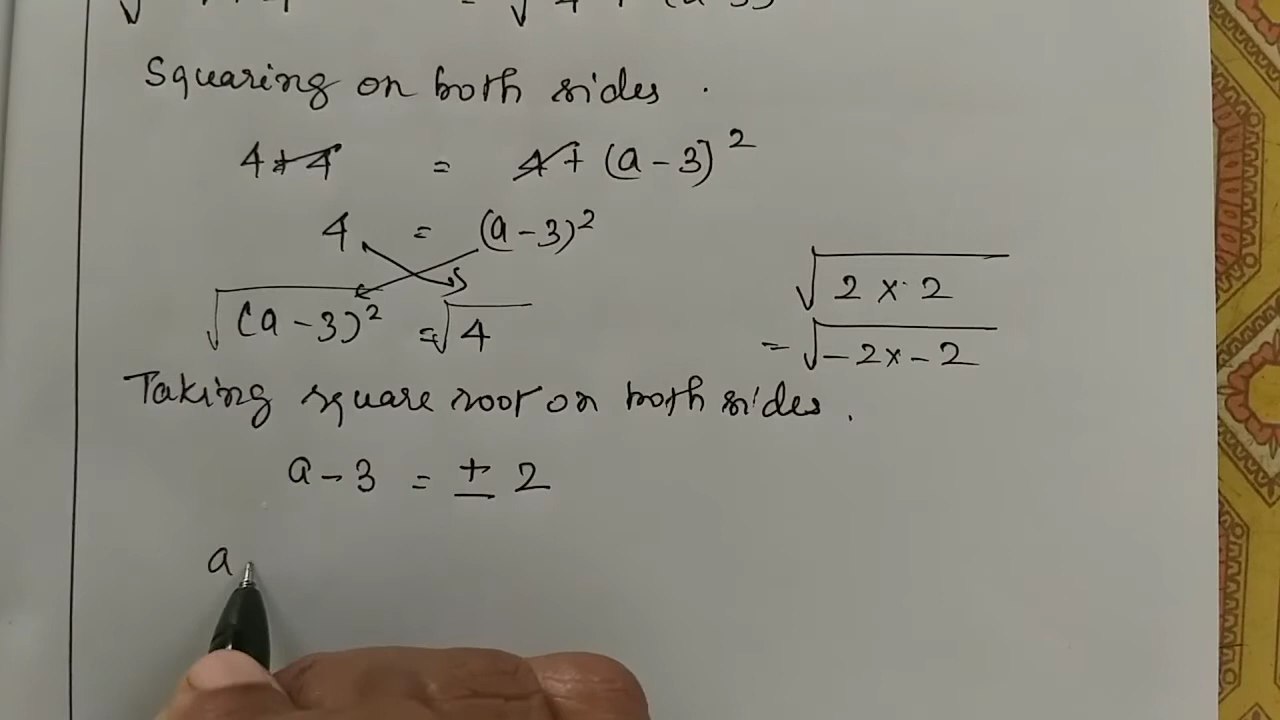 Squaring on both sides .
4+4 = 4+ (a-3)²
4 = (a-3)²
√(a-3)² = √4
√2 x 2
= √-2x-2
Taking square root on both sides .
a-3 = ± 2
a